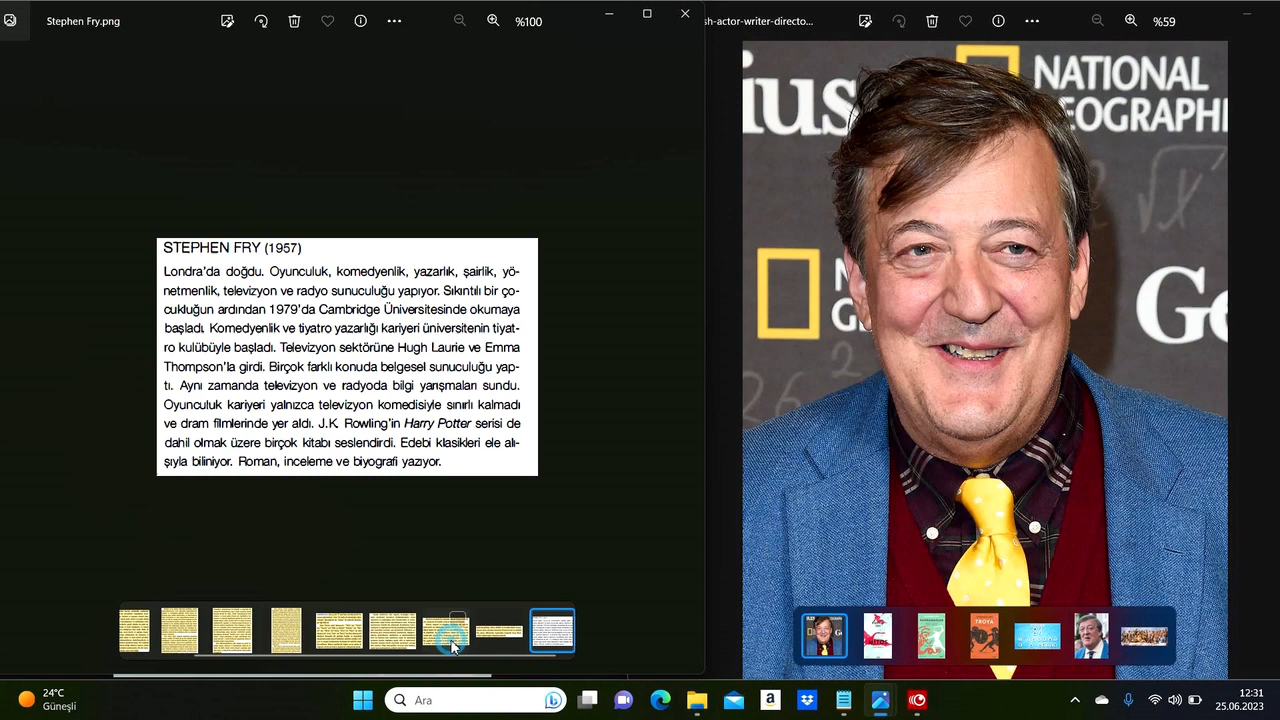 Stephen Fry.png
%100
sh-actor-writer-directo...
%59
STEPHEN FRY (1957)
Londra'da doğdu. Oyunculuk, komedyenlik, yazarlık, şairlik, yö-
netmenlik, televizyon ve radyo sunuculuğu yapıyor. Sıkıntılı bir ço-
cukluğun ardından 1979'da Cambridge Üniversitesinde okumaya
başladı. Komedyenlik ve tiyatro yazarlığı kariyeri üniversitenin tiyat-
ro kulübüyle başladı. Televizyon sektörüne Hugh Laurie ve Emma
Thompson'la girdi. Birçok farklı konuda belgesel sunuculuğu yap-
tı. Aynı zamanda televizyon ve radyoda bilgi yarışmaları sundu.
Oyunculuk kariyeri yalnızca televizyon komedisiyle sınırlı kalmadı
ve dram filmlerinde yer aldı. J.K. Rowling'in Harry Potter serisi de
dahil olmak üzere birçok kitabı seslendirdi. Edebi klasikleri ele alı-
şıyla biliniyor. Roman, inceleme ve biyografi yazıyor.
ius
NATIONAL
GEOGRAPHI
N
G
Ge
√x
2
26
TROYA
24°C
Güneşli
Ara
12:31
25.06.2023